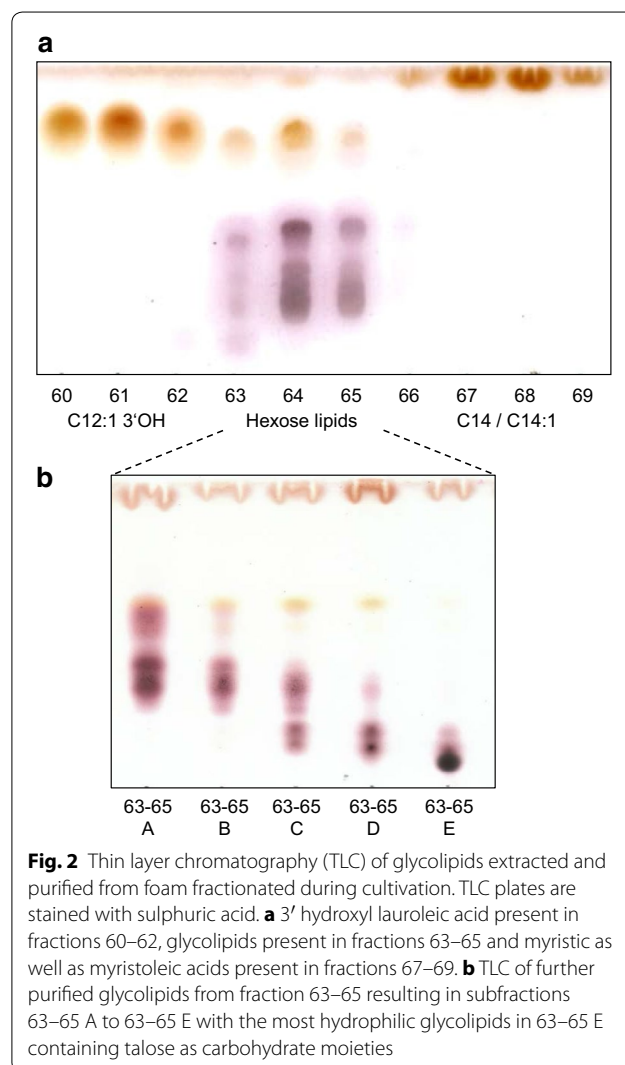 a
60 61 62 63 64 65 66 67 68 69
C12:1 3‘OH Hexose lipids C14 / C14:1
b
63-65 63-65 63-65 63-65 63-65
A B C D E
Fig. 2 Thin layer chromatography (TLC) of glycolipids extracted and
purified from foam fractionated during cultivation. TLC plates are
stained with sulphuric acid. a 3′ hydroxyl lauroleic acid present in
fractions 60–62, glycolipids present in fractions 63–65 and myristic as
well as myristoleic acids present in fractions 67–69. b TLC of further
purified glycolipids from fraction 63–65 resulting in subfractions
63–65 A to 63–65 E with the most hydrophilic glycolipids in 63–65 E
containing talose as carbohydrate moieties